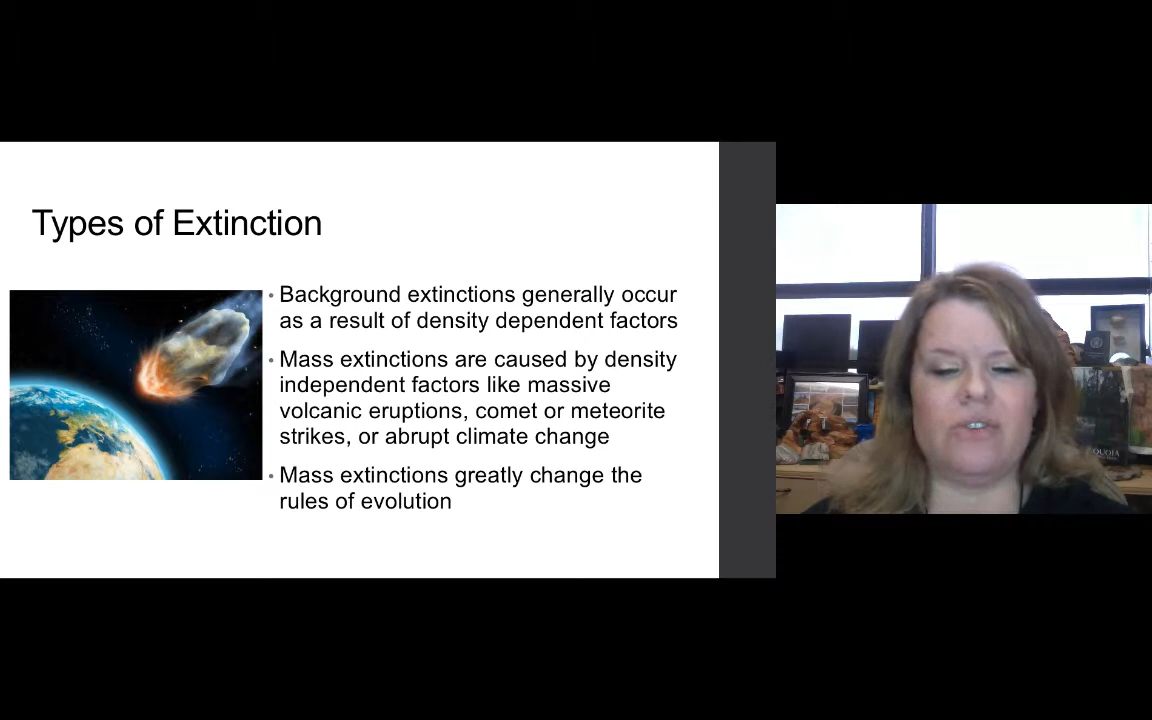 Types of Extinction
• Background extinctions generally occur
as a result of density dependent factors
• Mass extinctions are caused by density
independent factors like massive
volcanic eruptions, comet or meteorite
strikes, or abrupt climate change
• Mass extinctions greatly change the
rules of evolution